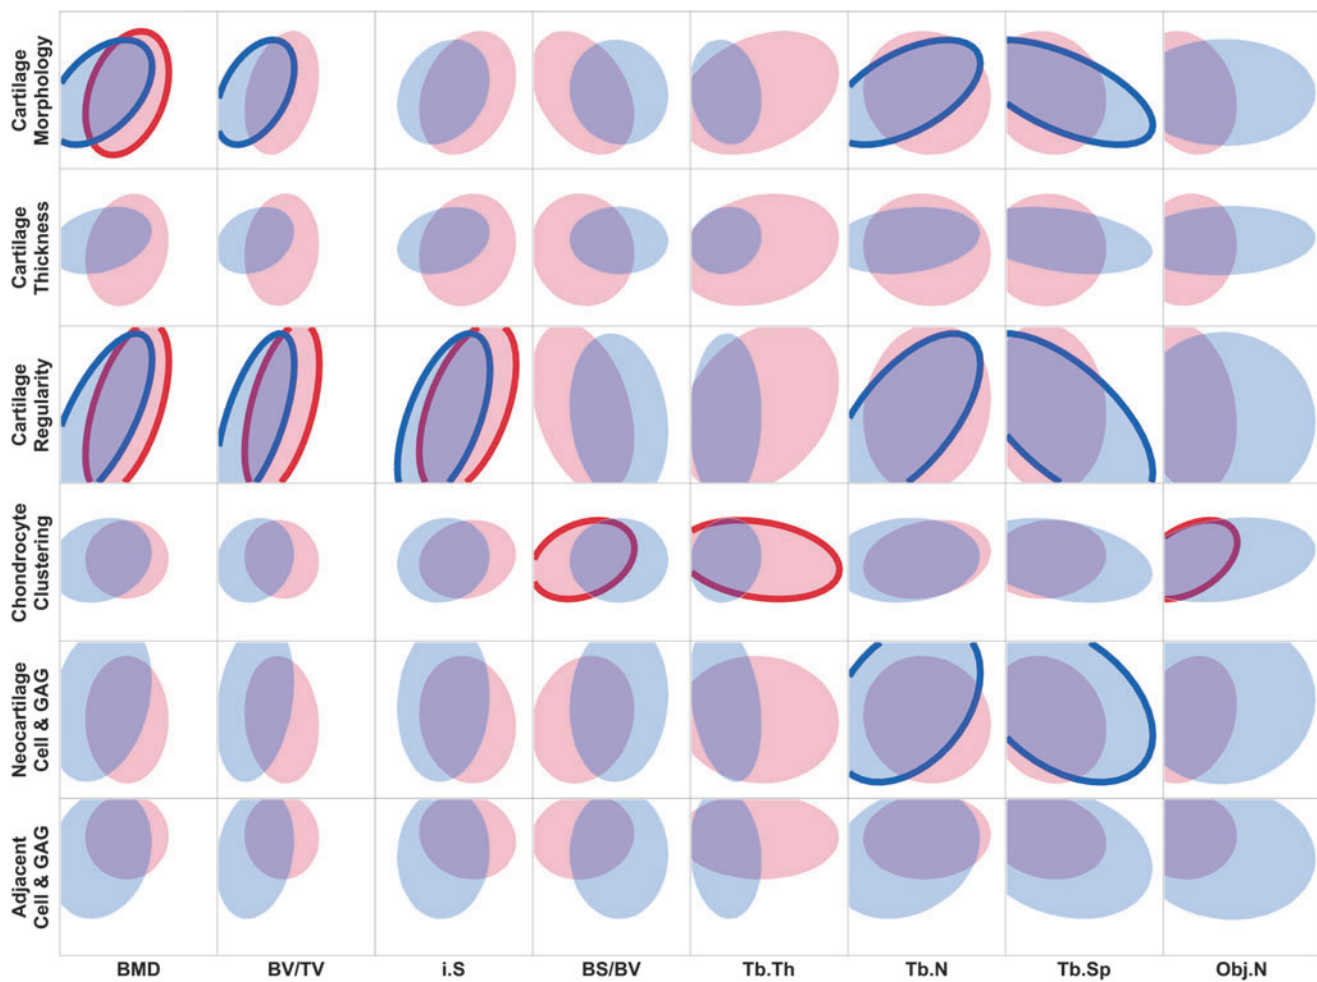 Cartilage
Morphology
Cartilage
Thickness
Cartilage
Regularity
Chondrocyte
Clustering
Neocartilage
Cell & GAG
Adjacent
Cell & GAG
BMD
BV/TV
i.S
BS/BV
Tb.Th
Tb.N
Tb.Sp
Obj.N